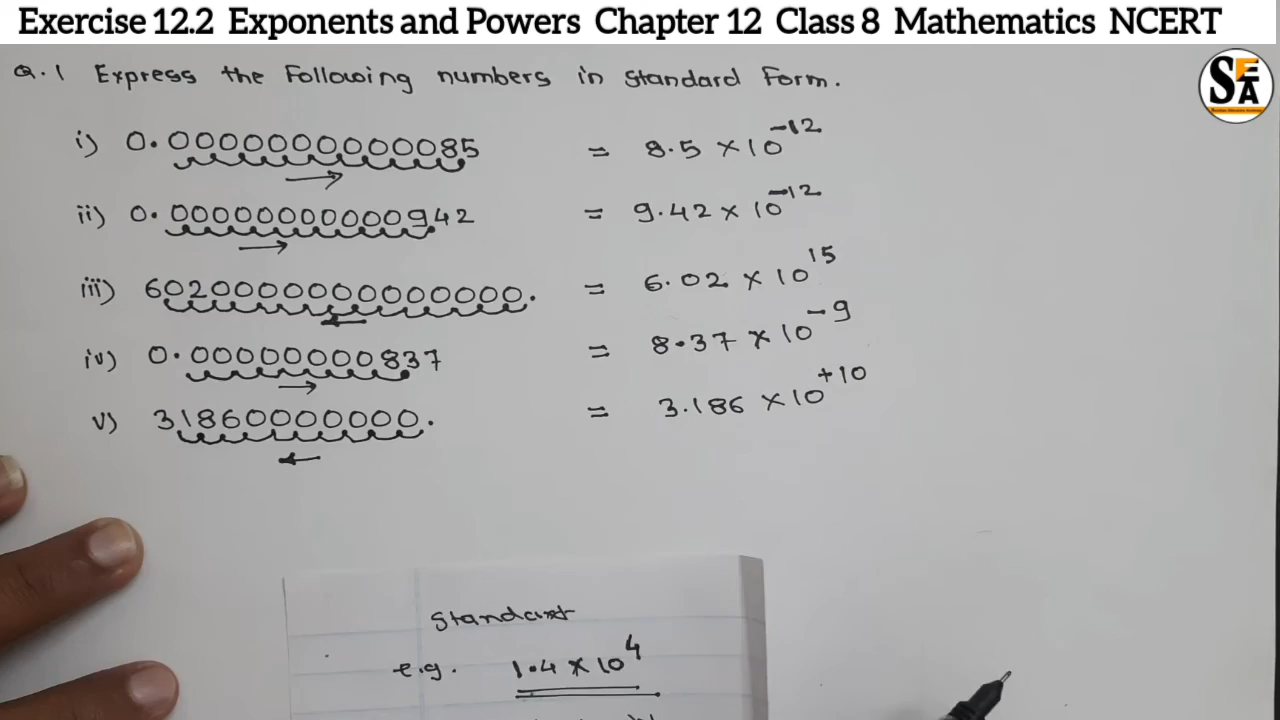 Exercise 12.2 Exponents and Powers Chapter 12 Class 8 Mathematics NCERT
SEA
Q.1 Express the Following numbers in Standard Form.
i) 0.0000000000085 = 8.5 × 10^-12
ii) 0.00000000000942 = 9.42 × 10^-12
iii) 6020000000000000. = 6.02 × 10^15
iv) 0.00000000837 = 8.37 × 10^-9
v) 31860000000. = 3.186 × 10^+10
Standard
e.g. 1.4 × 10^4